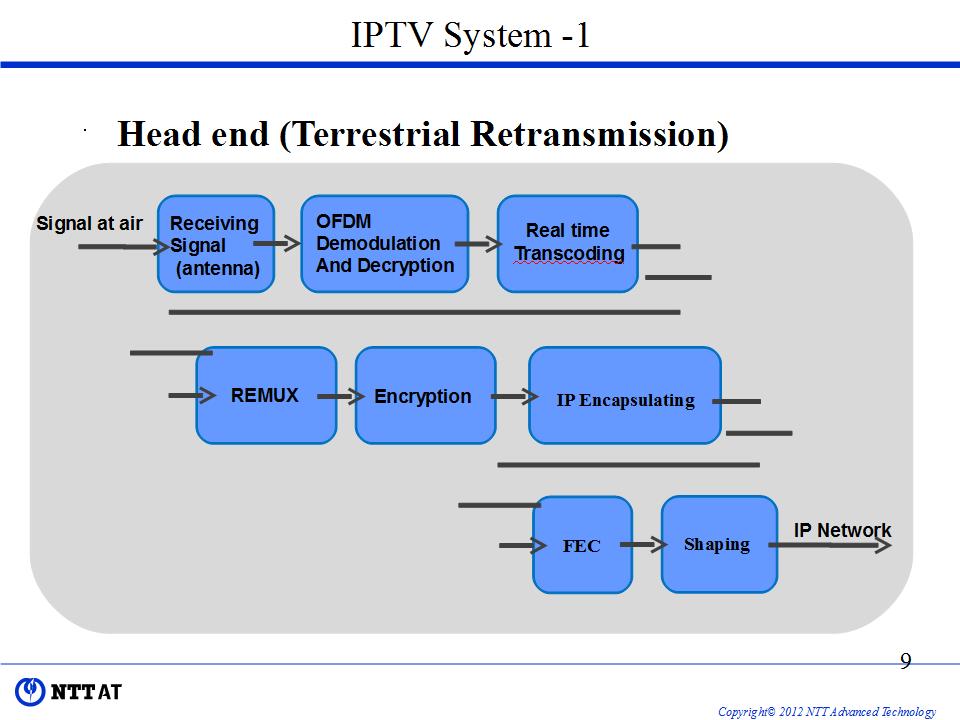 IPTV System -1
Head end (Terrestrial Retransmission)
Signal at air
Receiving
Signal
(antenna)
OFDM
Demodulation
And Decryption
Real time
Transcoding
REMUX
Encryption
IP Encapsulating
FEC
Shaping
IP Network
9
NTT AT
Copyright© 2012 NTT Advanced Technology